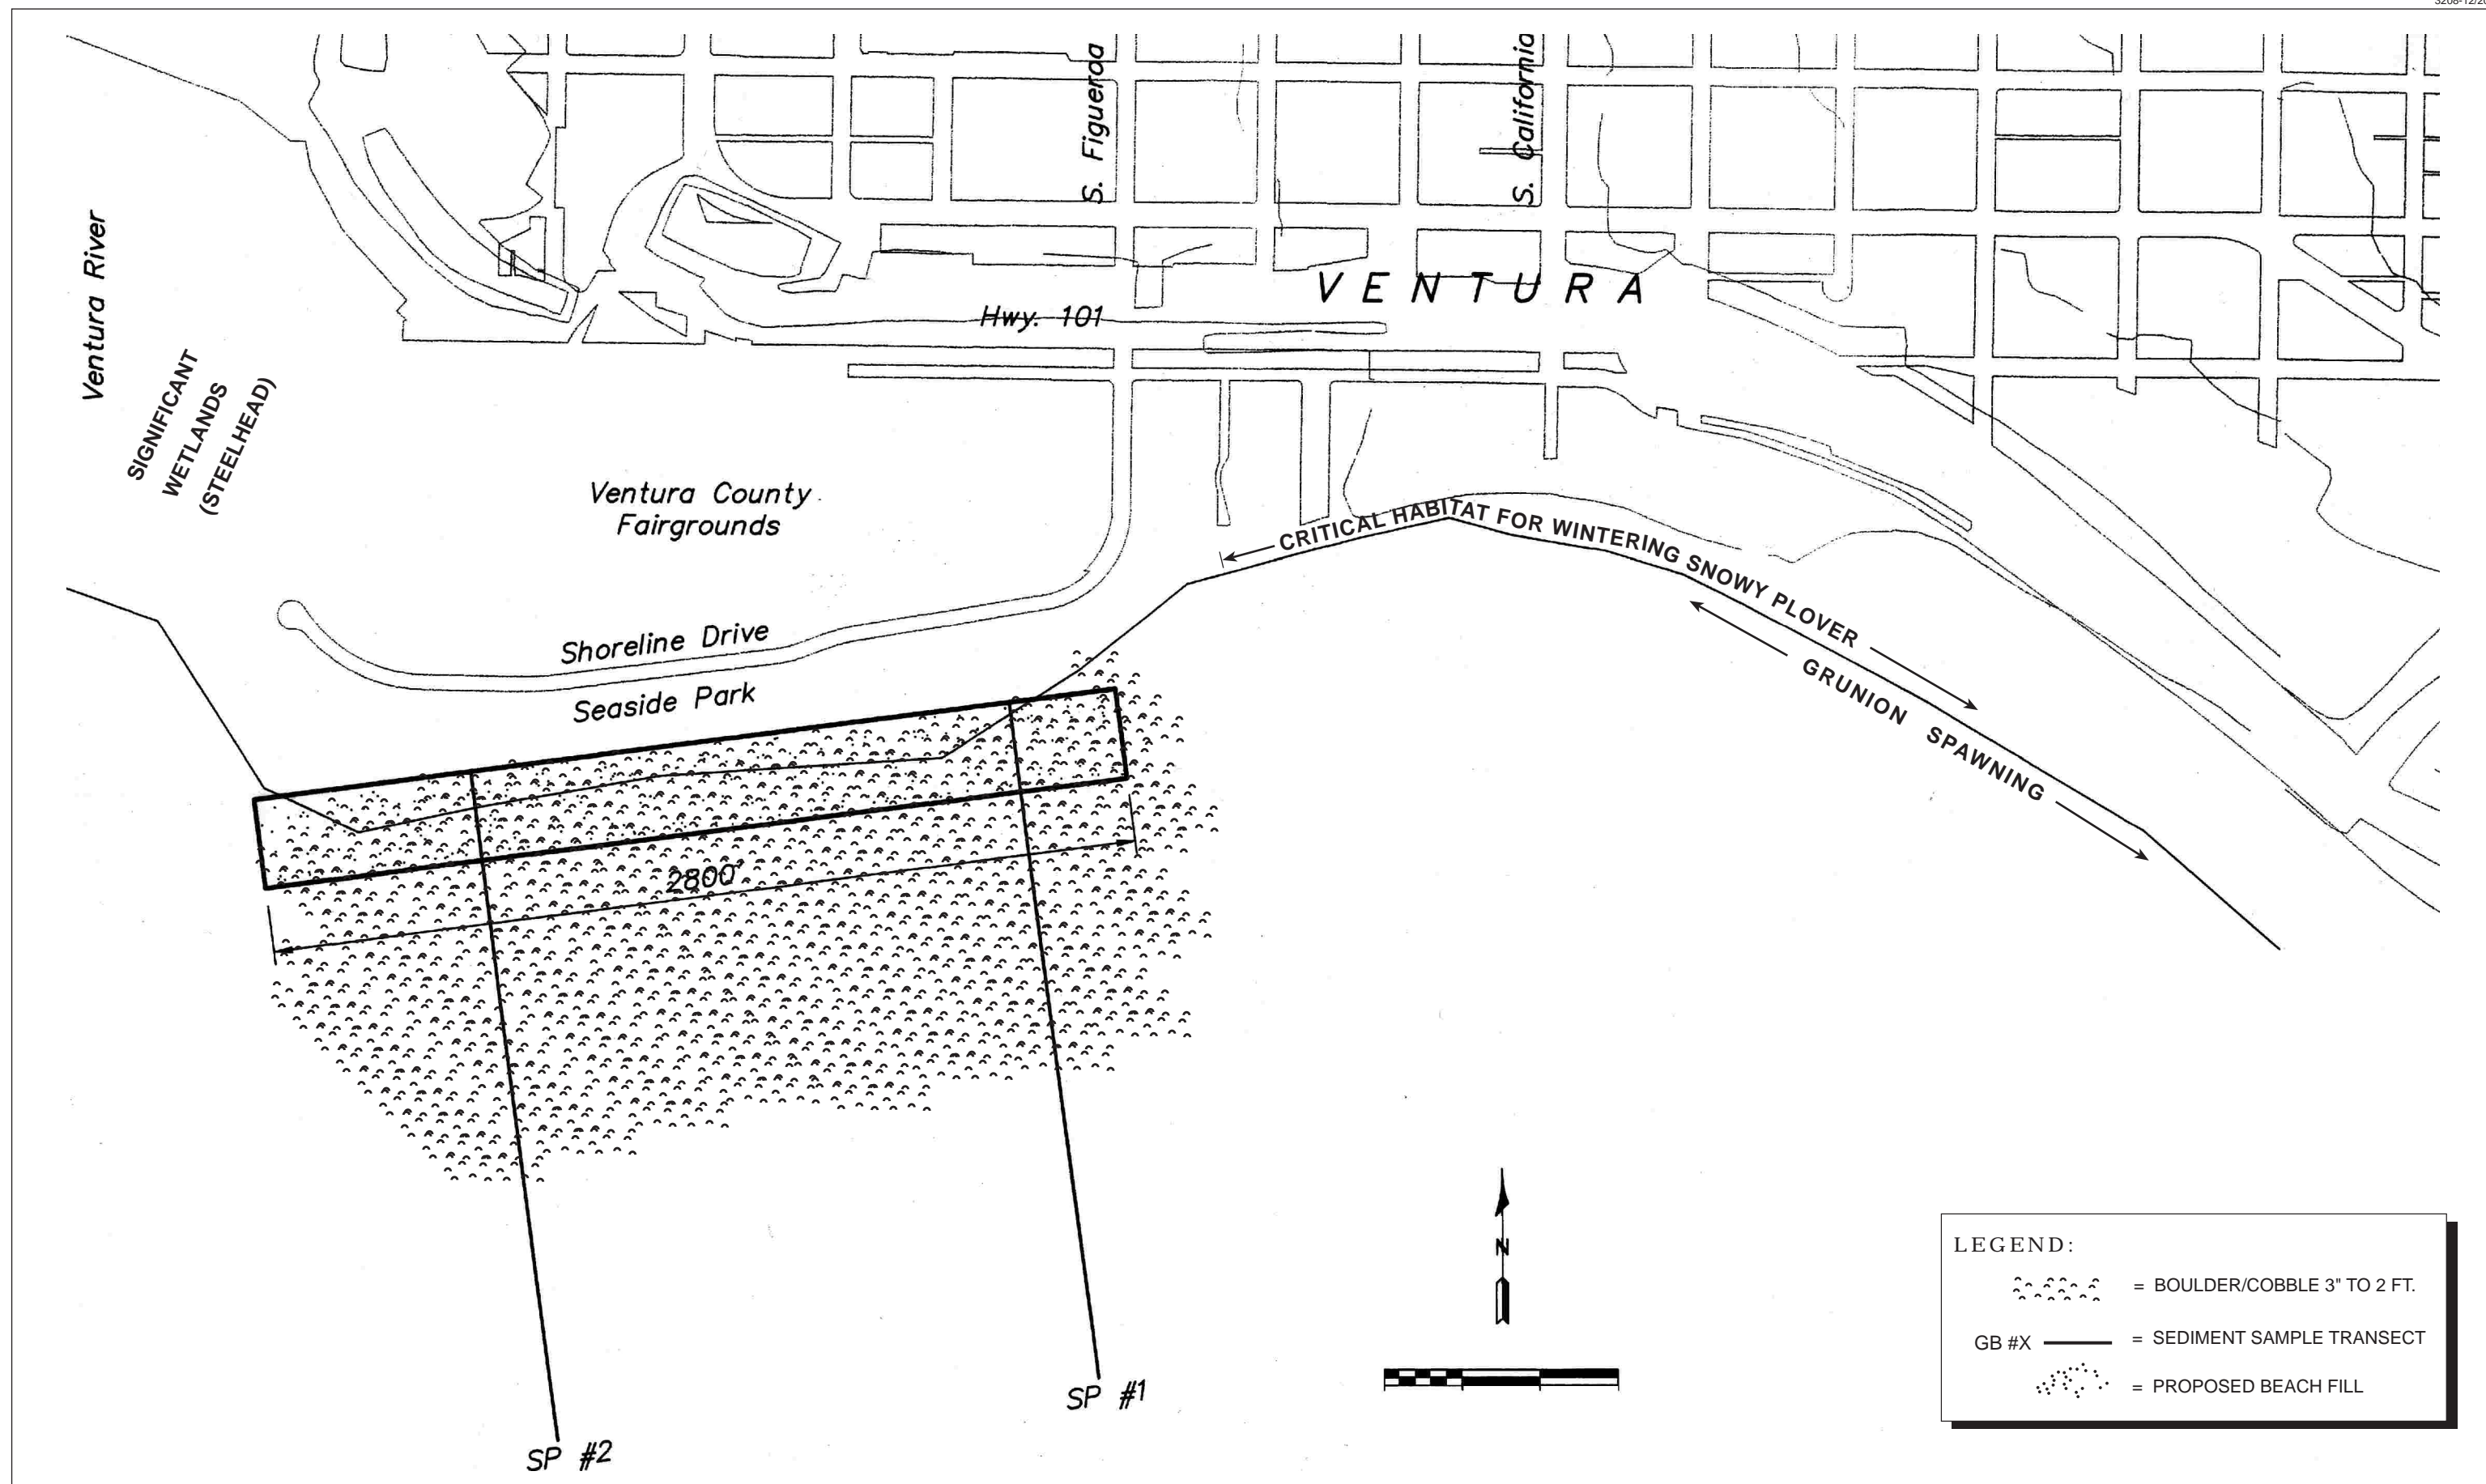 S. Figueroa
S. California
Ventura River
VENTURA
Hwy. 101
SIGNIFICANT
WETLANDS
(STEELHEAD)
Ventura County
Fairgrounds
CRITICAL HABITAT FOR WINTERING SNOWY PLOVER
GRUNION SPAWNING
Shoreline Drive
Seaside Park
2800'
N
SP #1
SP #2
LEGEND:
= BOULDER/COBBLE 3" TO 2 FT.
GB #X = SEDIMENT SAMPLE TRANSECT
= PROPOSED BEACH FILL